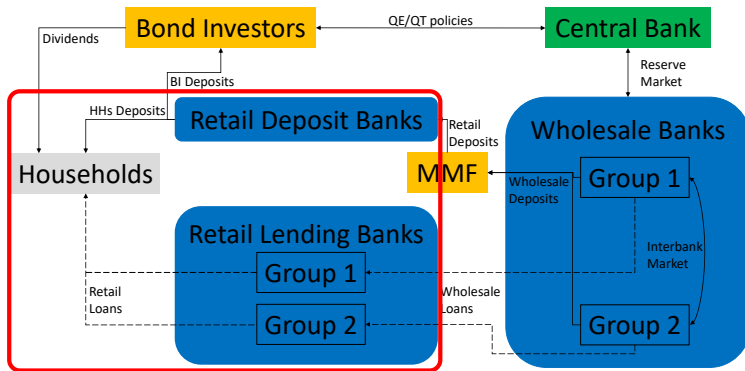 Bond Investors
QE/QT policies
Central Bank
Dividends
BI Deposits
Reserve
Market
HHs Deposits
Retail Deposit Banks
Retail
Deposits
Wholesale Banks
Households
MMF
Wholesale
Deposits
Group 1
Retail Lending Banks
Interbank
Market
Group 1
Retail
Loans
Group 2
Wholesale
Loans
Group 2